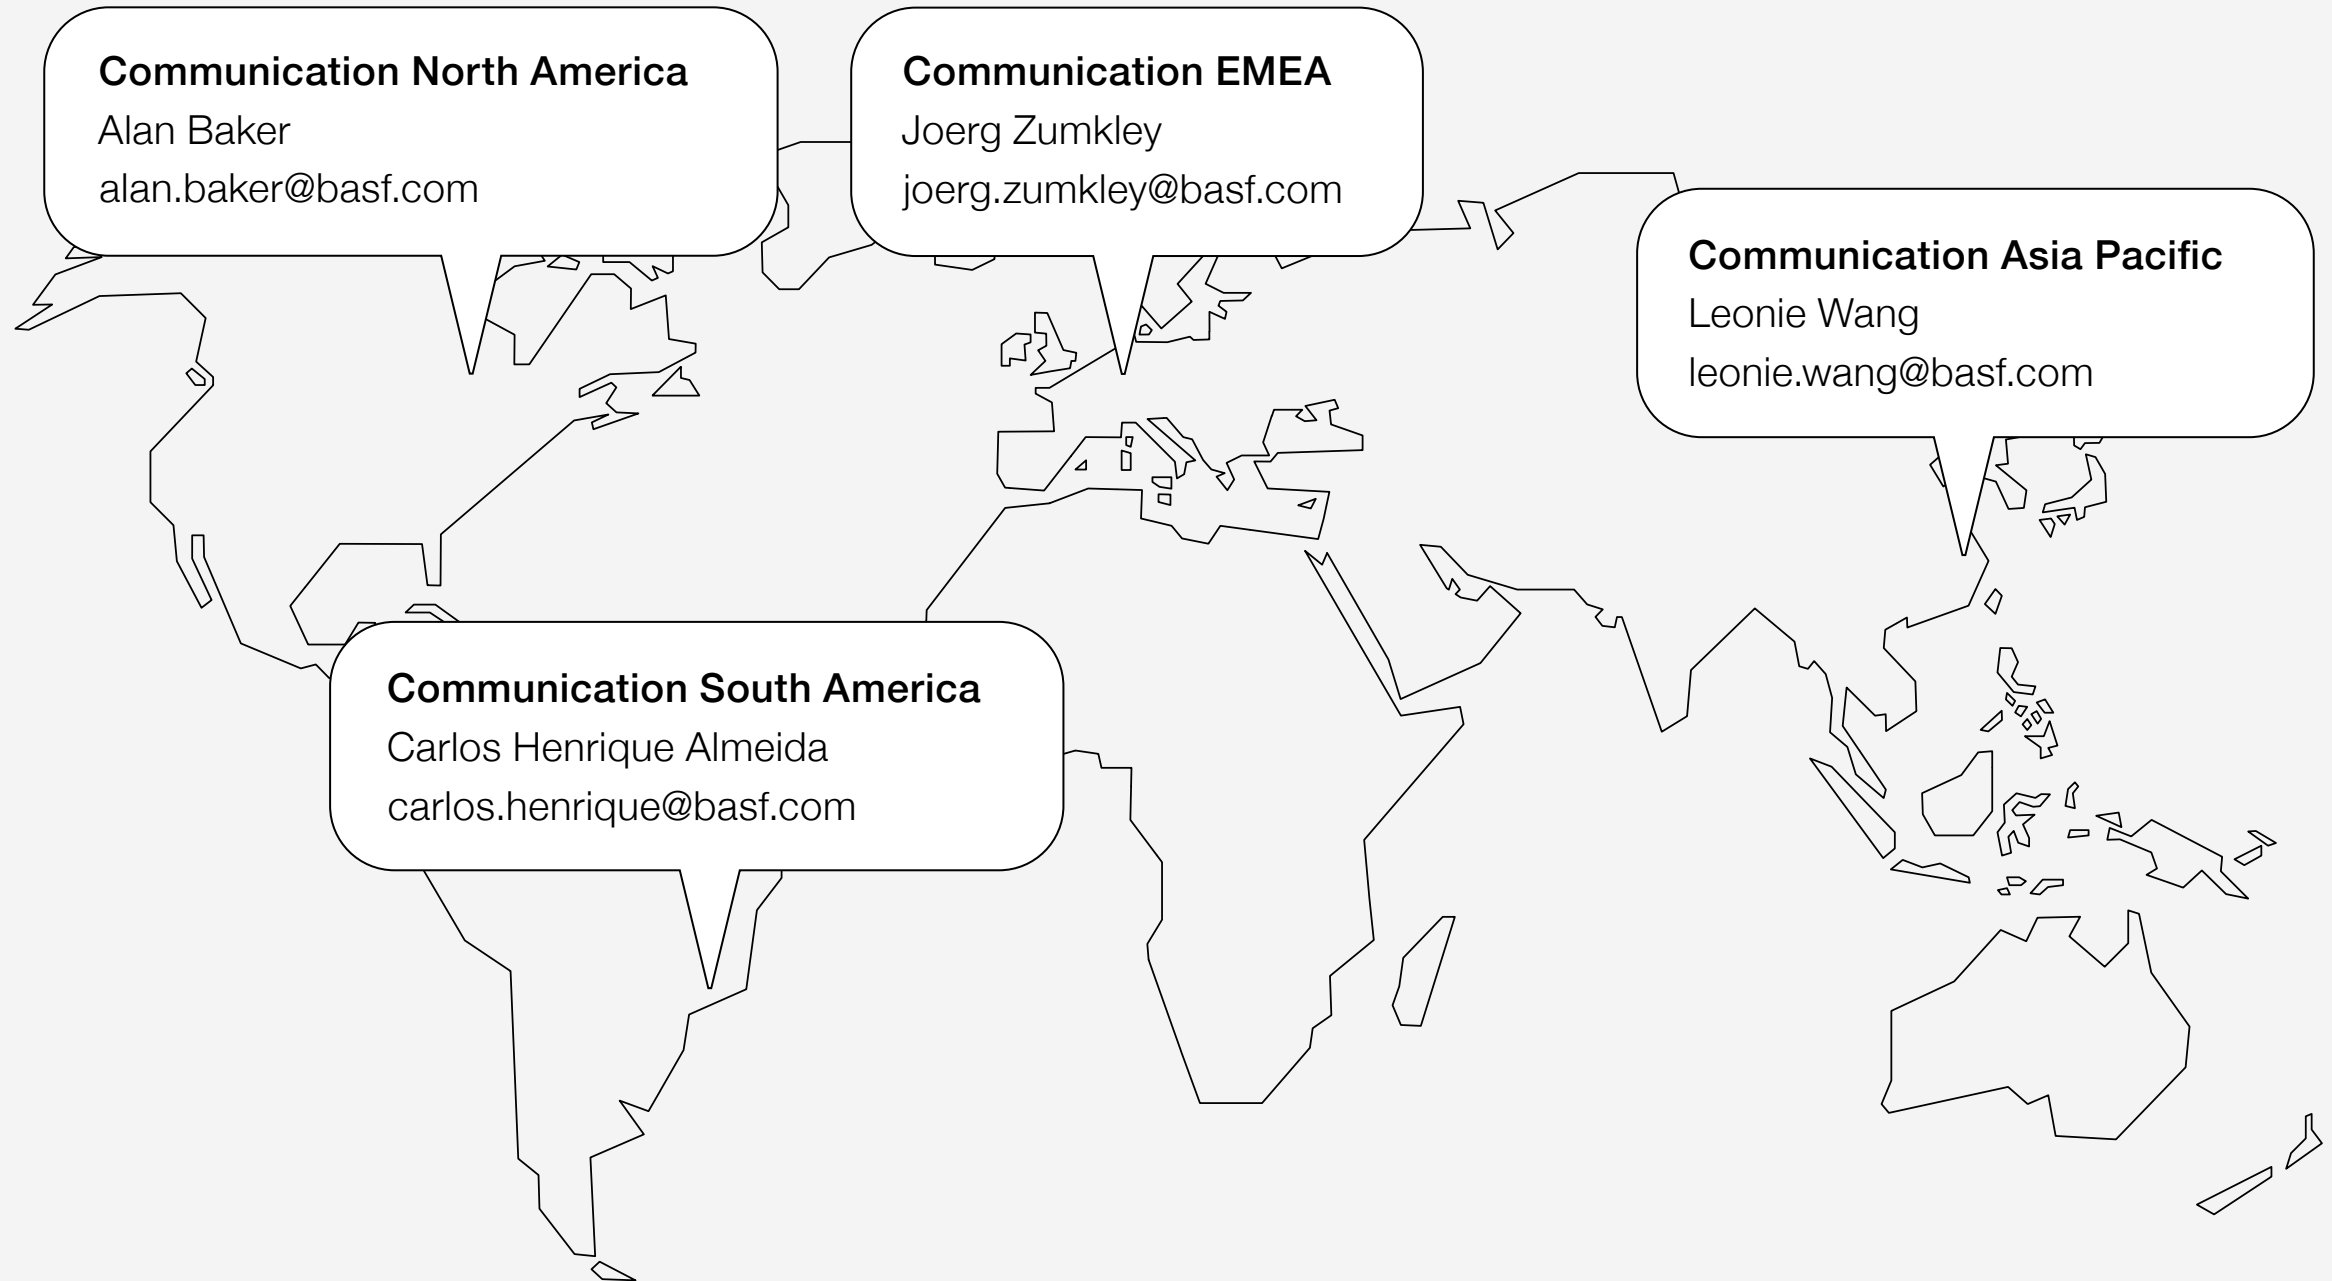 Communication North America
Alan Baker
alan.baker@basf.com
Communication EMEA
Joerg Zumkley
joerg.zumkley@basf.com
Communication Asia Pacific
Leonie Wang
leonie.wang@basf.com
Communication South America
Carlos Henrique Almeida
carlos.henrique@basf.com